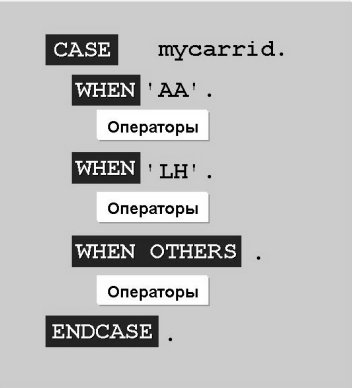 CASE mycarrid.
WHEN 'AA'.
Операторы
WHEN 'LH'.
Операторы
WHEN OTHERS .
Операторы
ENDCASE .